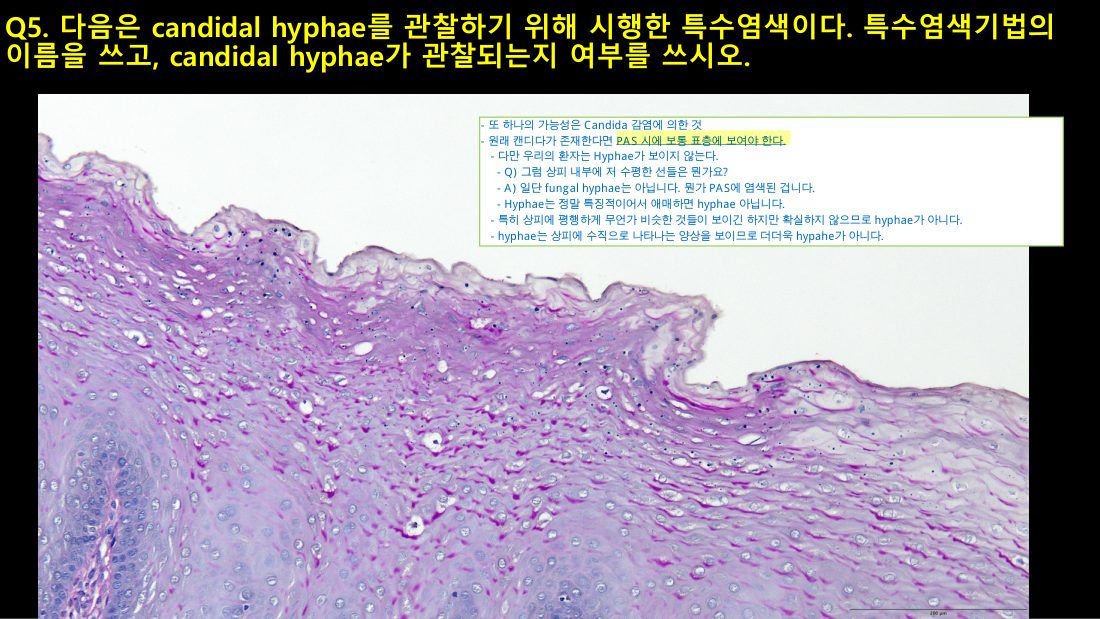 Q5. 다음은 candidal hyphae를 관찰하기 위해 시행한 특수염색이다. 특수염색기법의
이름을 쓰고, candidal hyphae가 관찰되는지 여부를 쓰시오.
- 또 하나의 가능성은 Candida 감염에 의한 것
- 원래 캔디다가 존재한다면 PAS 시에 보통 표층에 보여야 한다.
- 다만 우리의 환자는 Hyphae가 보이지 않는다.
- Q) 그럼 상피 내부에 저 수평한 선들은 뭔가요?
- A) 일단 fungal hyphae는 아닙니다. 뭔가 PAS에 염색된 겁니다.
- Hyphae는 정말 특징적이어서 애매하면 hyphae 아닙니다.
- 특히 상피에 평행하게 무언가 비슷한 것들이 보이긴 하지만 확실하지 않으므로 hyphae가 아니다.
- hyphae는 상피에 수직으로 나타나는 양상을 보이므로 더더욱 hypahe가 아니다.
200 μm